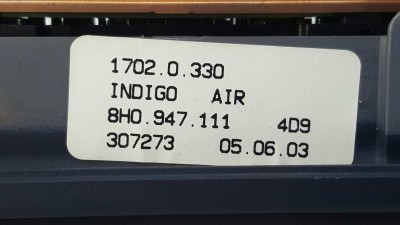 1702.0.330
INDIGO AIR
8H0.947.111 4D9
307273 05.06.03